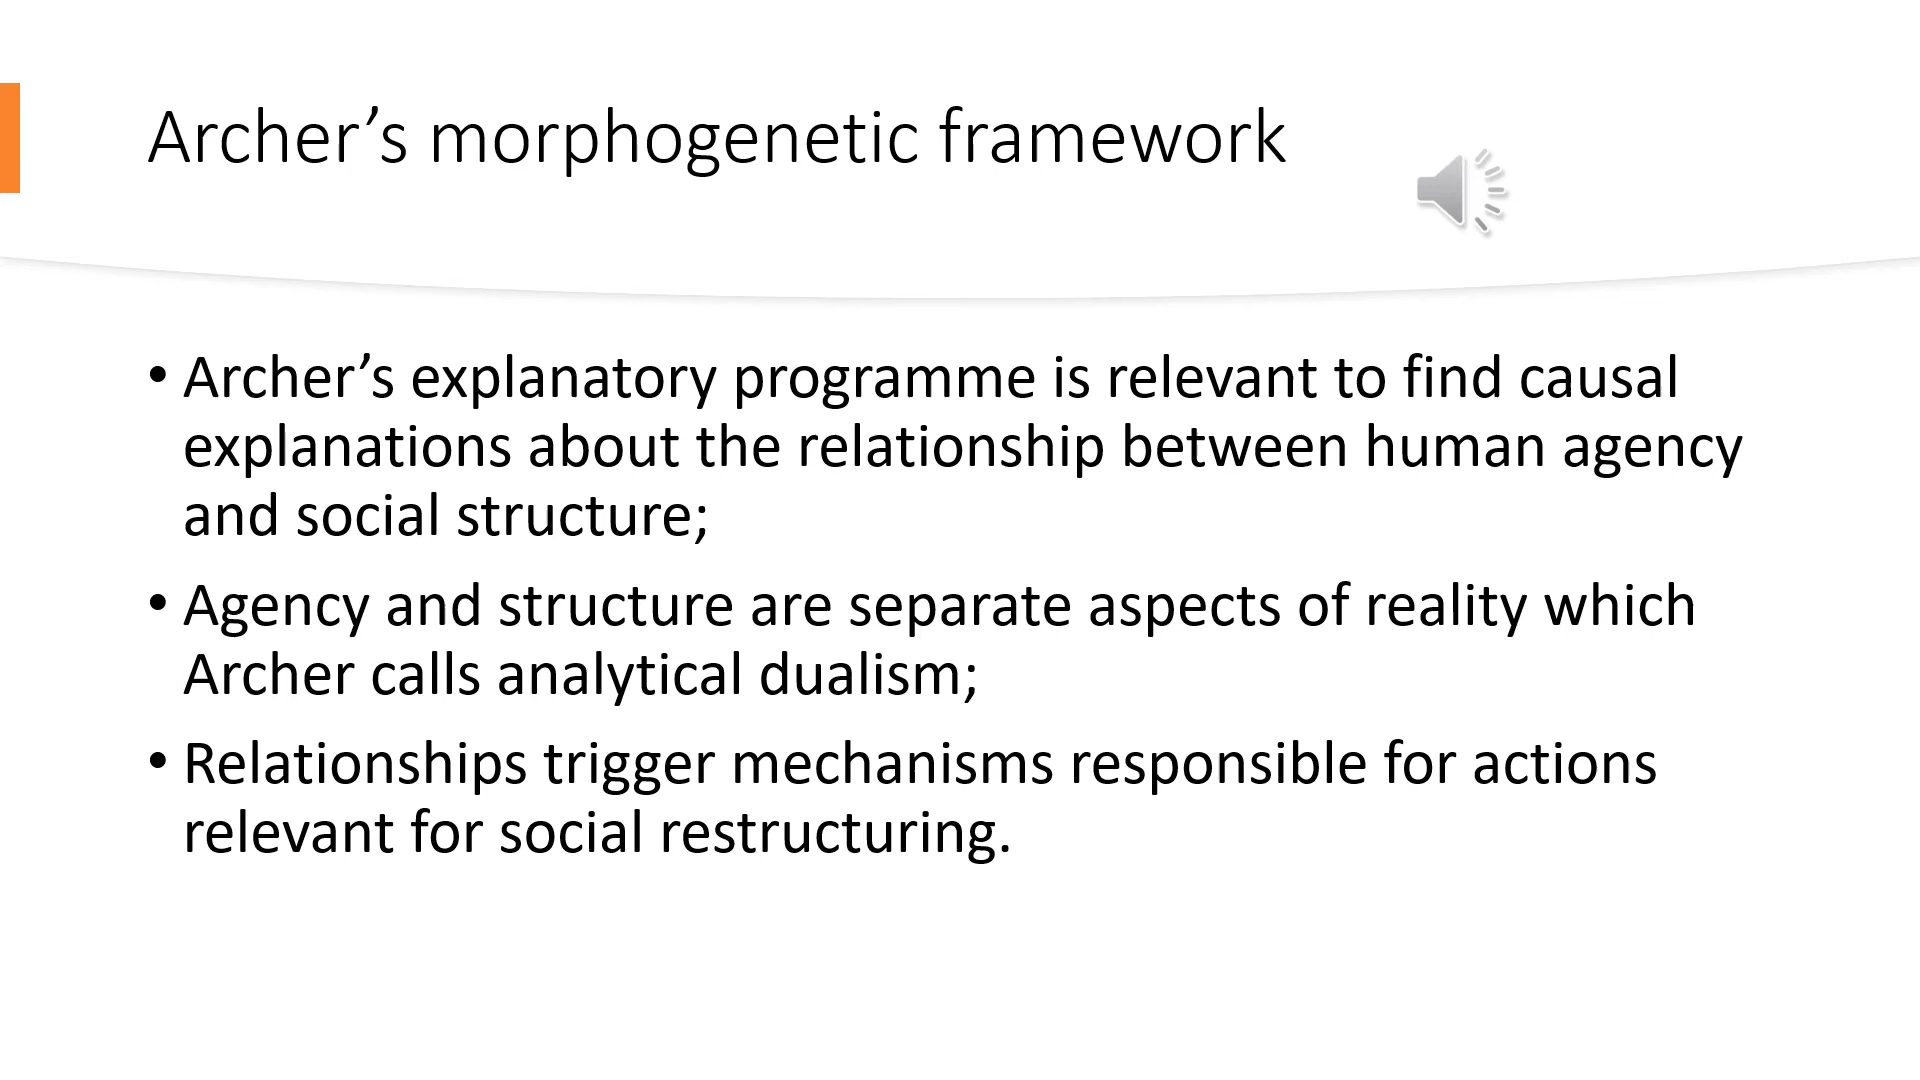 Archer’s morphogenetic framework
• Archer’s explanatory programme is relevant to find causal
explanations about the relationship between human agency
and social structure;
• Agency and structure are separate aspects of reality which
Archer calls analytical dualism;
• Relationships trigger mechanisms responsible for actions
relevant for social restructuring.